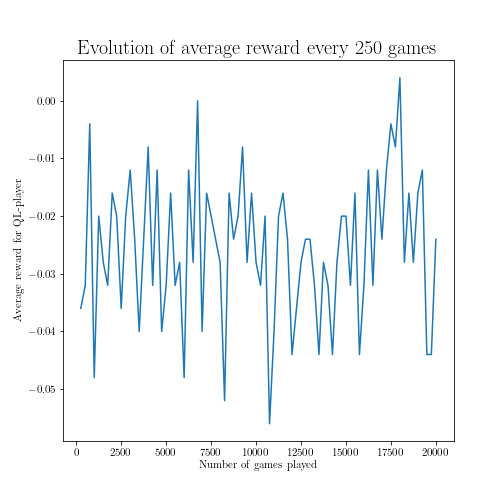 Evolution of average reward every 250 games
Average reward for QL-player
0.00
−0.01
−0.02
−0.03
−0.04
−0.05
0 2500 5000 7500 10000 12500 15000 17500 20000
Number of games played